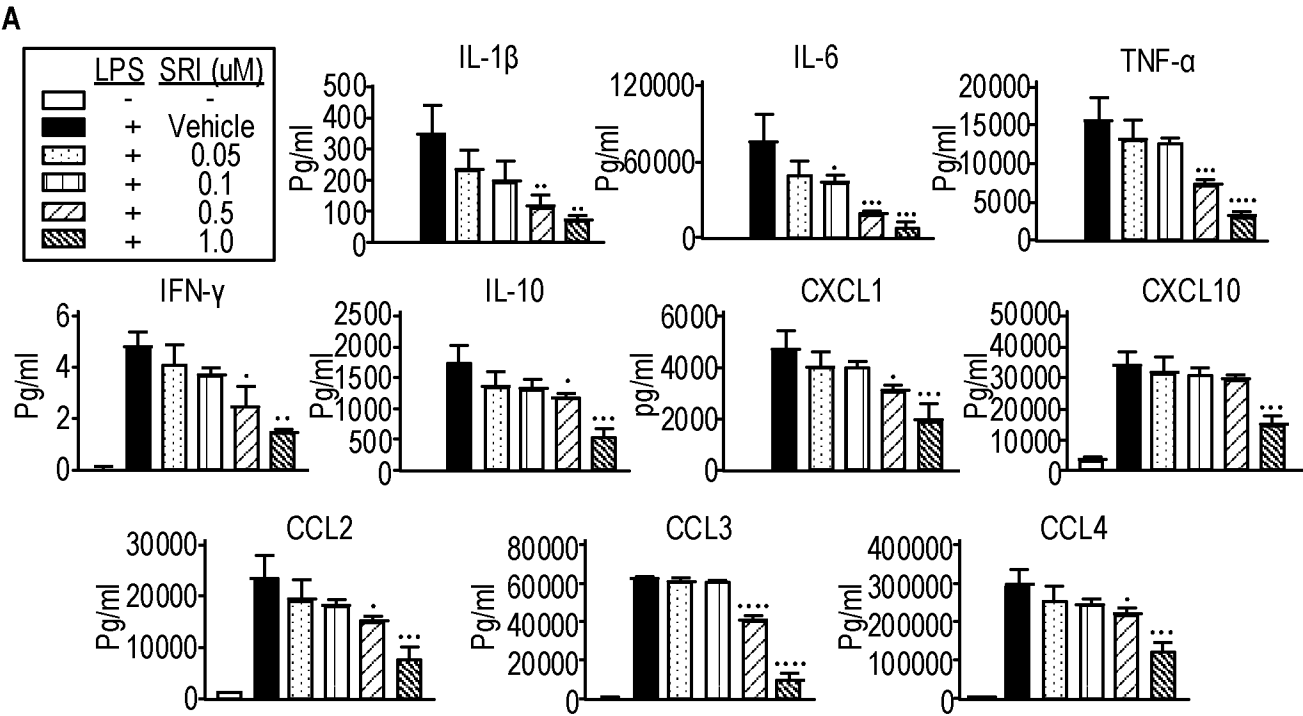 A
LPS SRI (uM)
- -
+ Vehicle
+ 0.05
+ 0.1
+ 0.5
+ 1.0
IL-1β
Pg/ml
500
400
300
200
100
0
•• ••
IL-6
Pg/ml
120000
60000
0
• ••• •••
TNF-α
Pg/ml
20000
15000
10000
5000
0
••• ••••
IFN-γ
Pg/ml
6
4
2
0
• ••
IL-10
Pg/ml
2500
2000
1500
1000
500
0
• •••
CXCL1
pg/ml
6000
4000
2000
0
• •••
CXCL10
Pg/ml
50000
40000
30000
20000
10000
0
•••
CCL2
Pg/ml
30000
20000
10000
0
• •••
CCL3
Pg/ml
80000
60000
40000
20000
0
•••• ••••
CCL4
Pg/ml
400000
300000
200000
100000
0
• •••